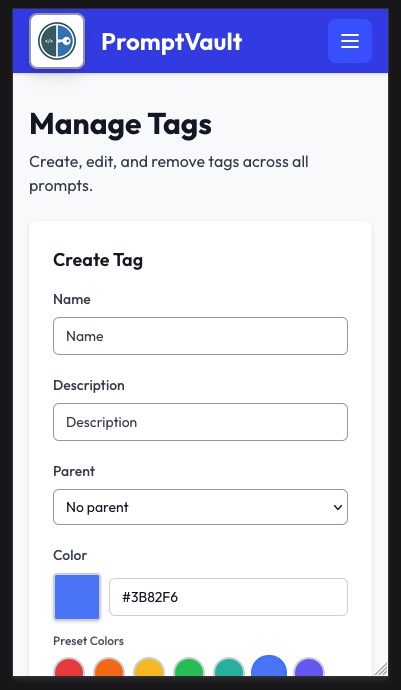 PromptVault
Manage Tags
Create, edit, and remove tags across all
prompts.
Create Tag
Name
Name
Description
Description
Parent
No parent
Color
#3B82F6
Preset Colors